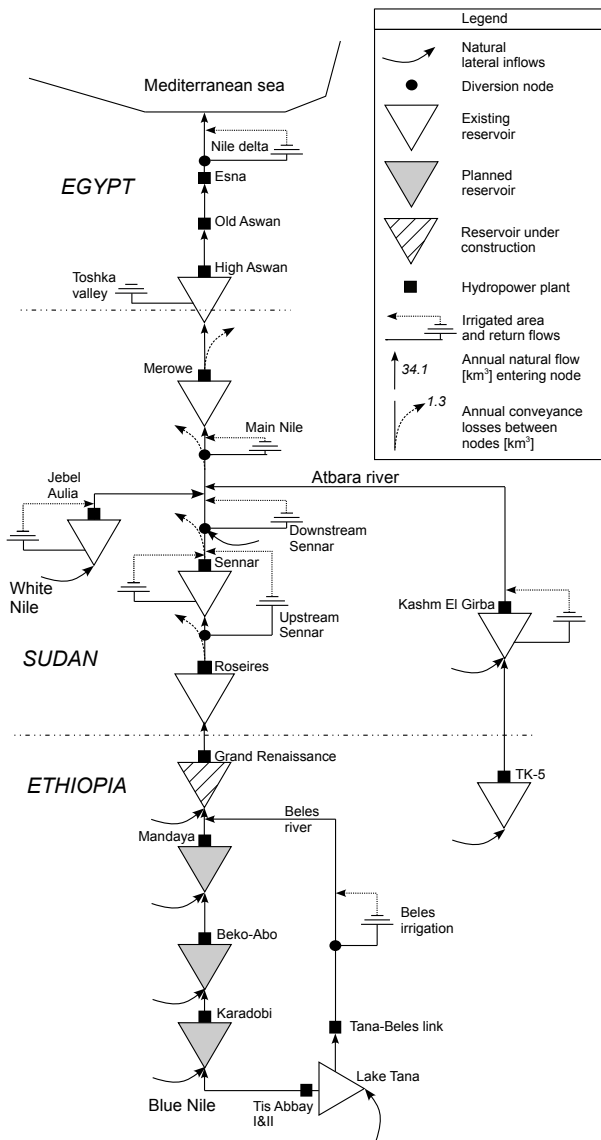 Legend
Natural
lateral inflows
Diversion node
Existing
reservoir
Planned
reservoir
Reservoir under
construction
Hydropower plant
Irrigated area
and return flows
34.1
Annual natural flow
[km³] entering node
1.3
Annual conveyance
losses between
nodes [km³]
Mediterranean sea
Nile delta
Esna
EGYPT
Old Aswan
High Aswan
Toshka
valley
Merowe
Main Nile
Atbara river
Jebel
Aulia
Downstream
Sennar
Sennar
White
Nile
Kashm El Girba
Upstream
Sennar
SUDAN
Roseires
Grand Renaissance
TK-5
ETHIOPIA
Beles
river
Mandaya
Beles
irrigation
Beko-Abo
Karadobi
Tana-Beles link
Lake Tana
Blue Nile
Tis Abbay
I&II